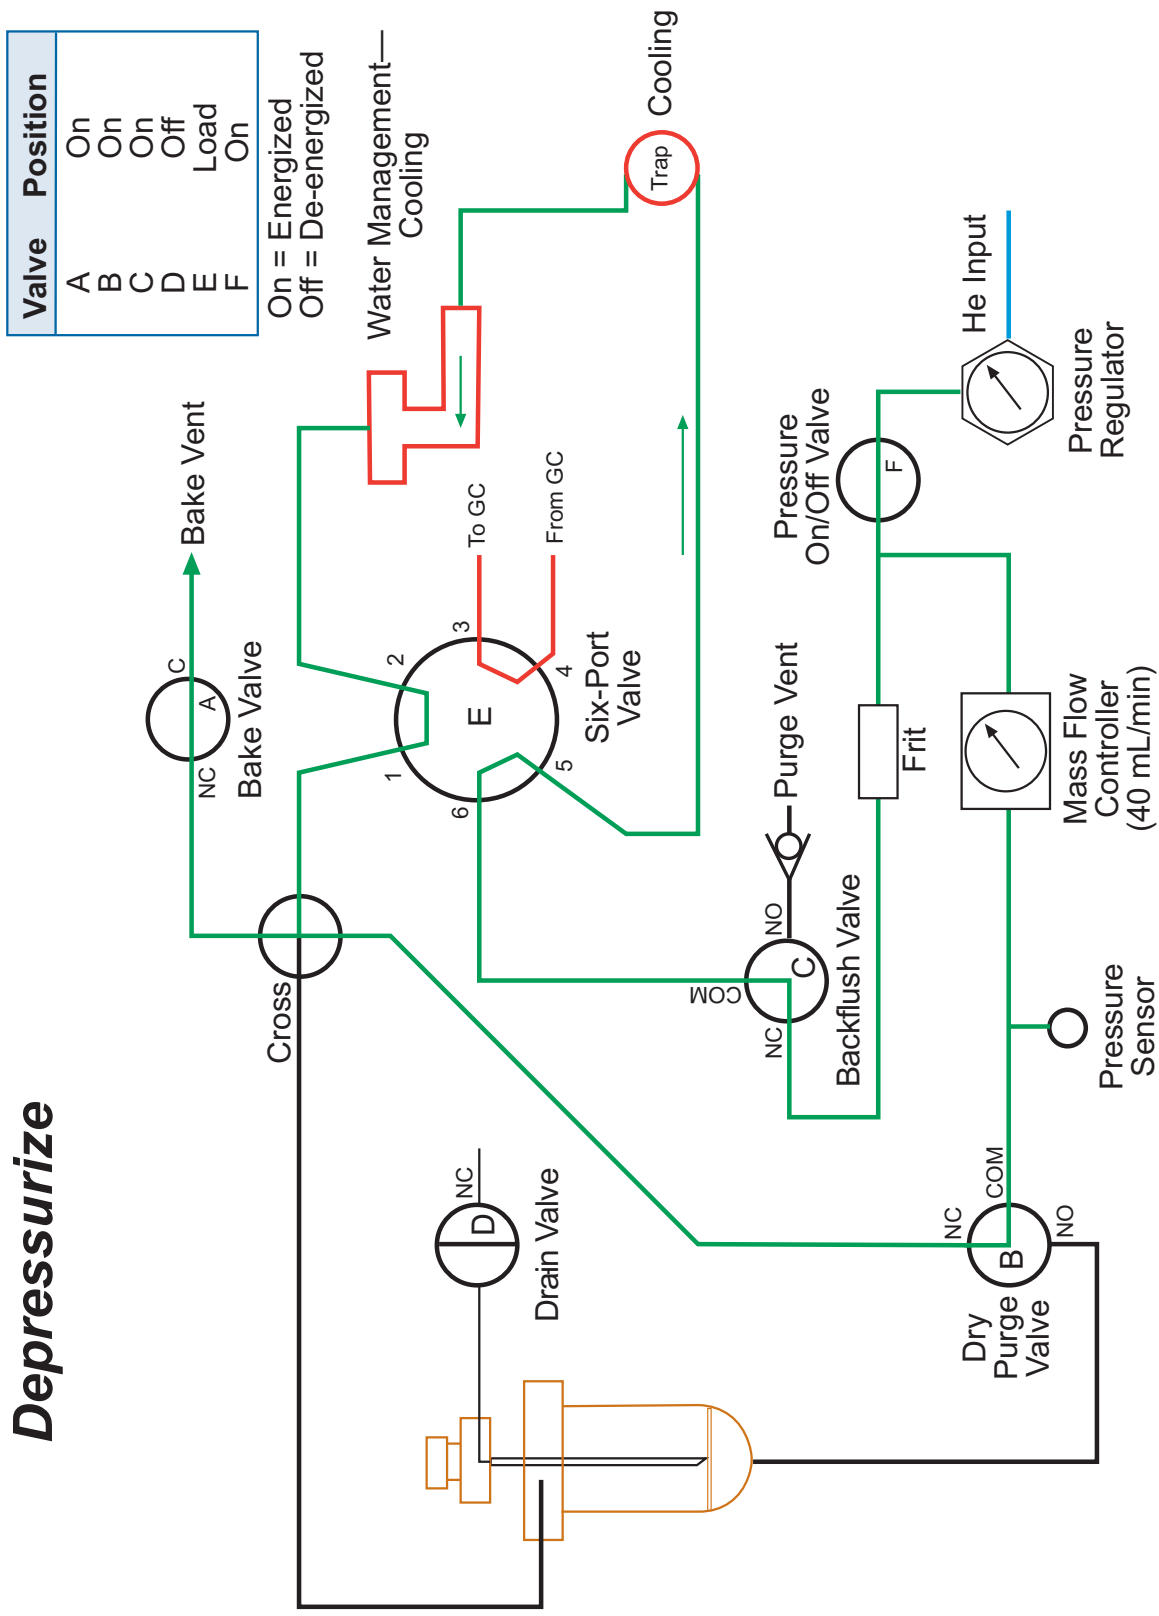 Depressurize
Valve Position
A On
B On
C On
D Off
E Load
F On
On = Energized
Off = De-energized
Water Management—
Cooling
Bake Vent
C
NC
A
Bake Valve
Cross
1
2
3
4
5
6
E
Six-Port
Valve
To GC
From GC
Trap
Cooling
NC
D
Drain Valve
COM
NC
NO
C
Backflush Valve
Purge Vent
Pressure
On/Off Valve
F
He Input
Pressure
Regulator
Frit
Mass Flow
Controller
(40 mL/min)
Pressure
Sensor
NC
COM
NO
B
Dry
Purge
Valve